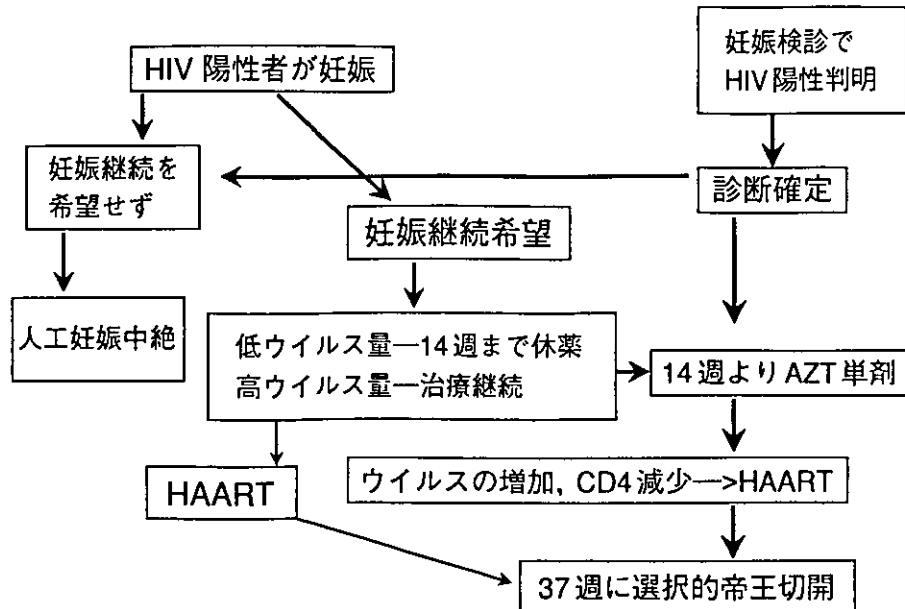 HIV 陽性者が妊娠
妊娠検診で
HIV陽性判明
妊娠継続を
希望せず
診断確定
妊娠継続希望
人工妊娠中絶
低ウイルス量―14週まで休薬
高ウイルス量―治療継続
14週よりAZT単剤
HAART
ウイルスの増加, CD4減少―>HAART
37週に選択的帝王切開